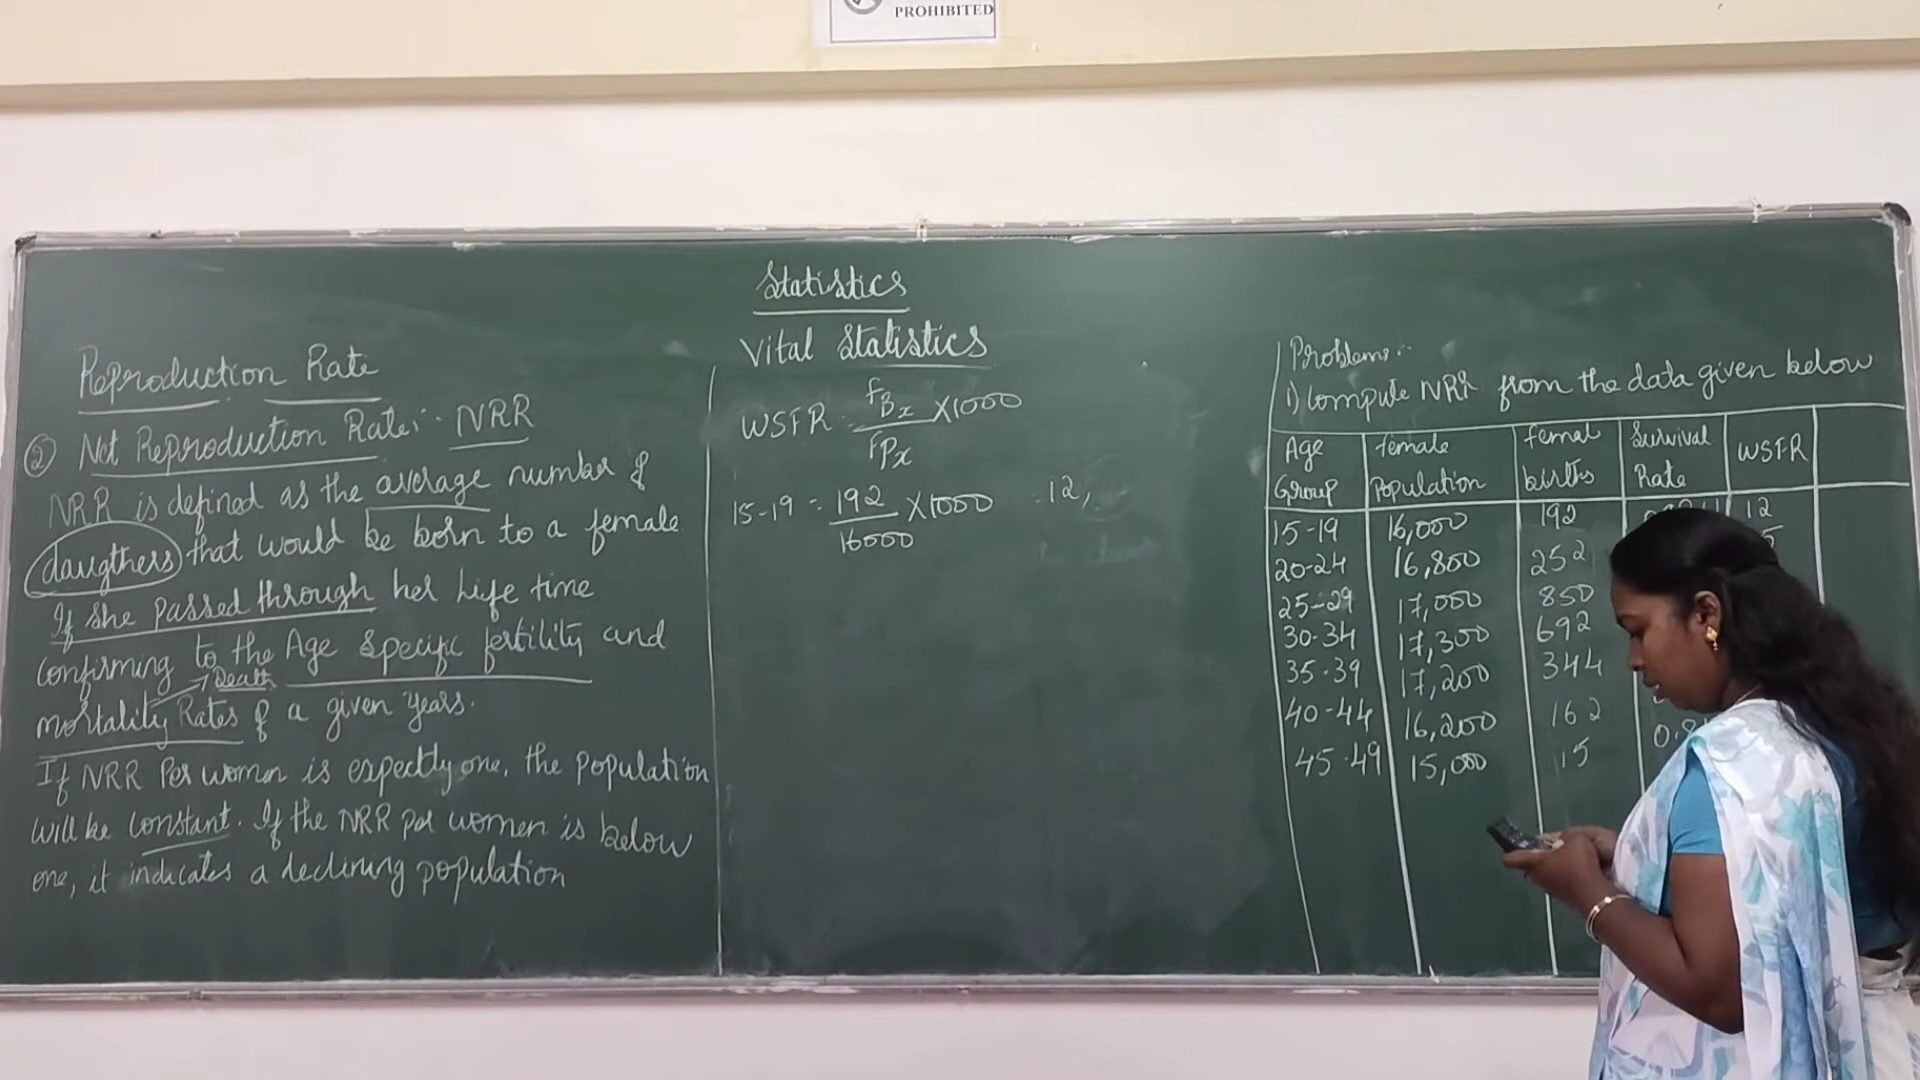 PROHIBITED
Statistics
Vital Statistics
Reproduction Rate
② Net Reproduction Rate:- NRR
NRR is defined as the average number of
daugthers that would be born to a female
If she passed through her Life time
confirming to the Age Specific fertility and
Death
mortality Rates of a given years.
If NRR Per women is expectly one, the population
will be constant. If the NRR per women is below
one, it indicates a declining population
WSFR = FBx/FPx X1000
15-19 = 192/16000 X1000 = 12,
Problems:-
1) Compute NRR from the data given below
Age Group female Population femal births Survival Rate WSFR
15-19 16,000 192 12
20-24 16,800 252 5
25-29 17,000 850
30-34 17,300 692
35-39 17,200 344
40-44 16,200 162 0.8
45-49 15,000 15